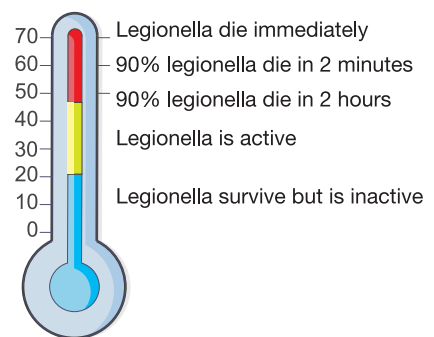 70 Legionella die immediately
60 90% legionella die in 2 minutes
50 90% legionella die in 2 hours
40
Legionella is active
30
20
Legionella survive but is inactive
10
0